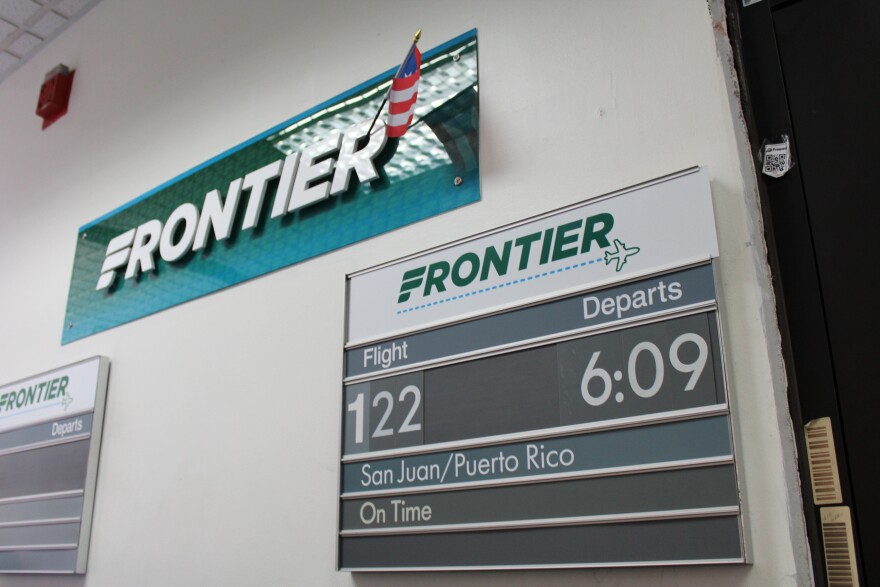 FRONTIER
FRONTIER
Departs
Flight
122
6:09
San Juan/Puerto Rico
On Time
FRONTIER
Departs